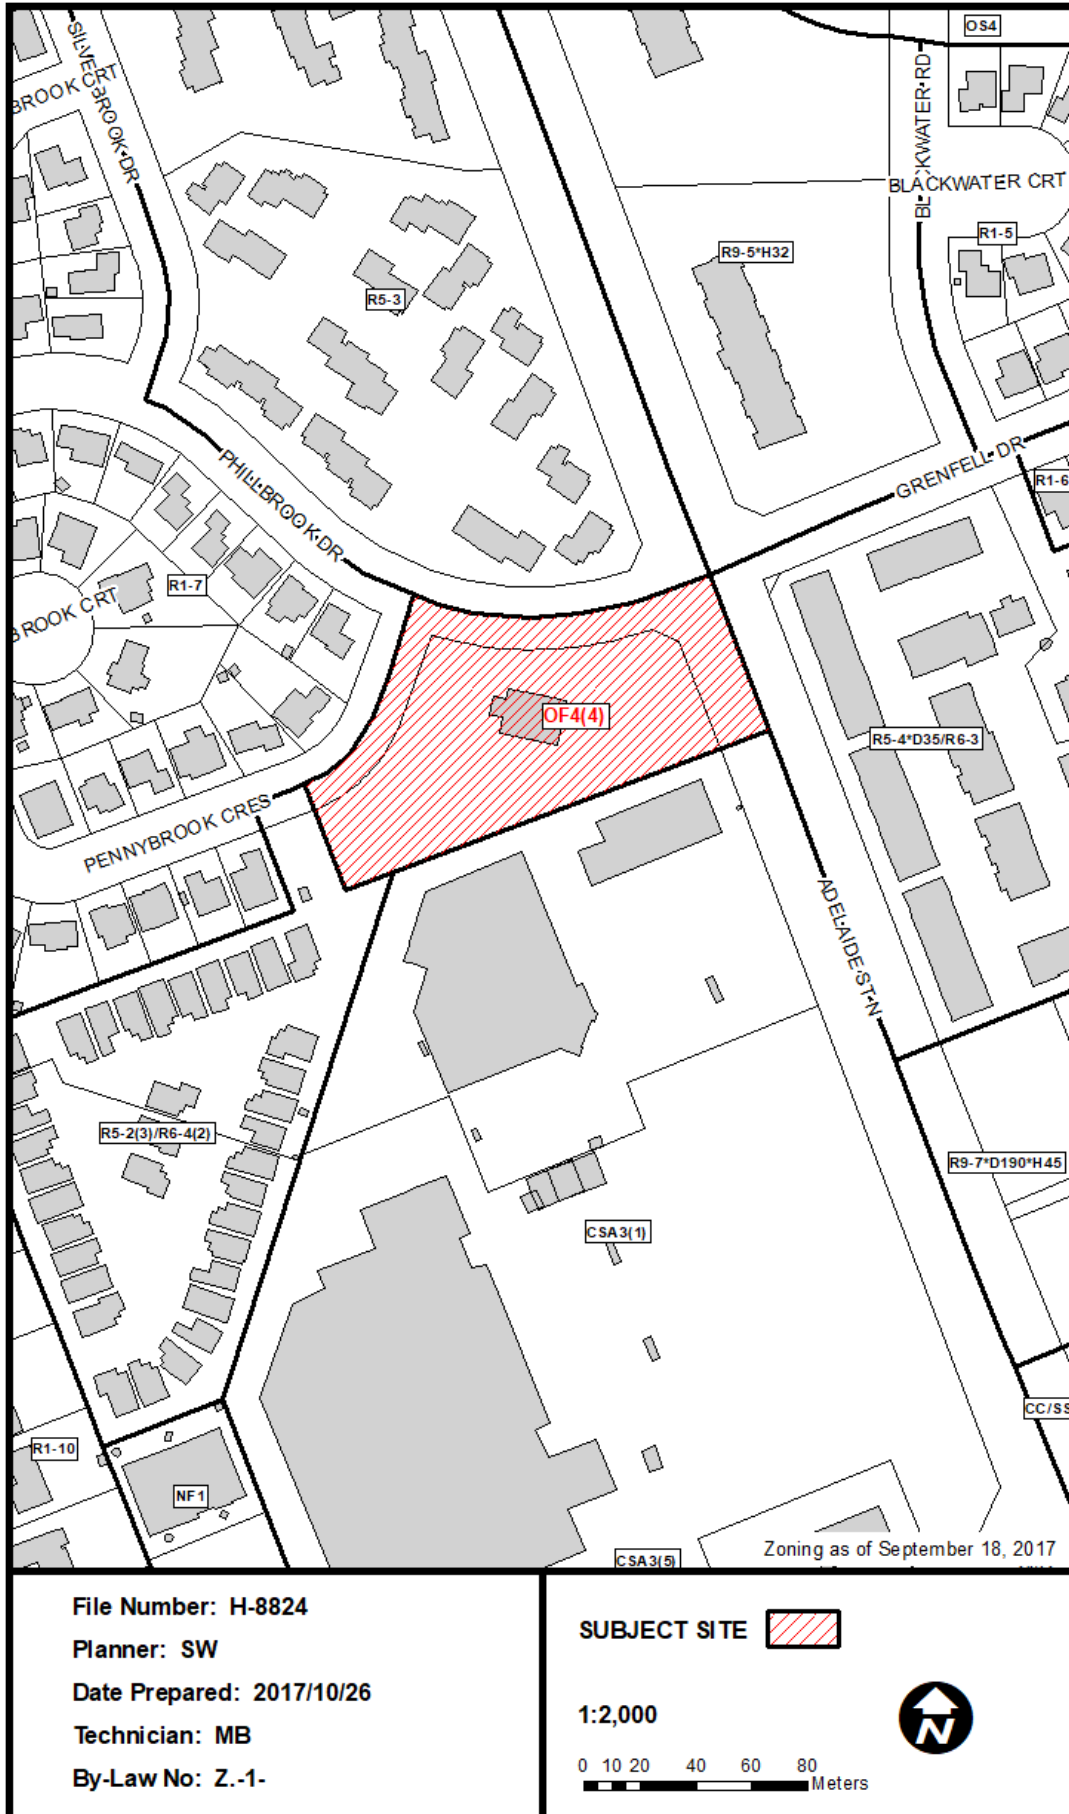 OS4
SILVERBROOK DR
BROOK CRT
BLACKWATER RD
BLACKWATER CRT
R1-5
R9-5*H32
R5-3
GRENFELL DR
PHILLBROOK DR
R1-6
R1-7
BROOK CRT
OF4(4)
R5-4*D35/R6-3
PENNYBROOK CRES
ADELAIDE ST N
R5-2(3)/R6-4(2)
R9-7*D190*H45
CSA3(1)
CC/SS
R1-10
NF1
Zoning as of September 18, 2017
CSA3(5)
File Number: H-8824
Planner: SW
Date Prepared: 2017/10/26
Technician: MB
By-Law No: Z.-1-
SUBJECT SITE
1:2,000
N
0 10 20 40 60 80
Meters